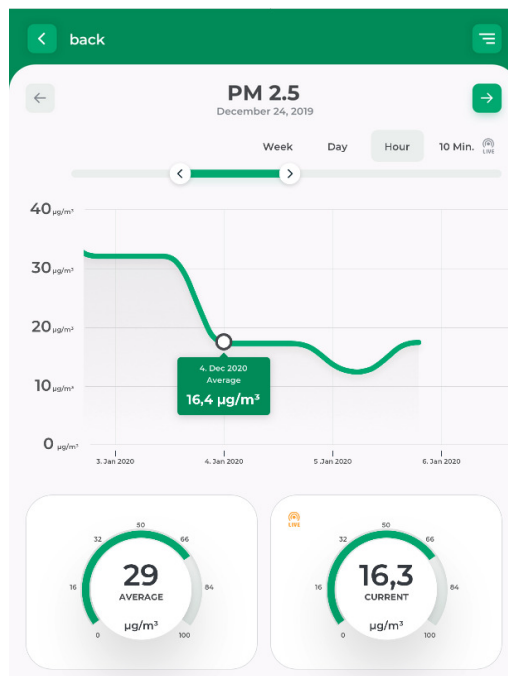 back
PM 2.5
December 24, 2019
Week Day Hour 10 Min. LIVE
40 µg/m³
30 µg/m³
20 µg/m³
4. Dec 2020
Average
16,4 µg/m³
10 µg/m³
0 µg/m³
3. Jan 2020 4. Jan 2020 5. Jan 2020 6. Jan 2020
LIVE
50 50
32 66 32 66
29 16,3
16 84 16 84
AVERAGE CURRENT
µg/m³ µg/m³
0 100 0 100